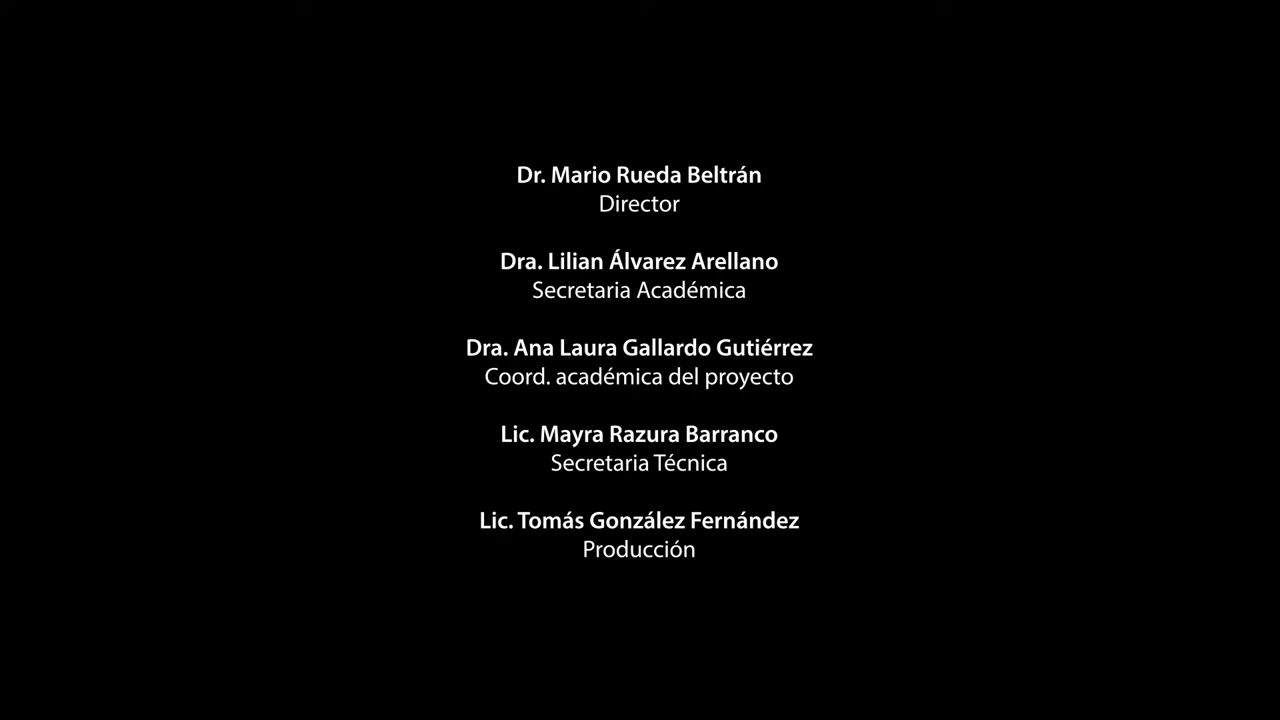 Dr. Mario Rueda Beltrán
Director
Dra. Lilian Álvarez Arellano
Secretaria Académica
Dra. Ana Laura Gallardo Gutiérrez
Coord. académica del proyecto
Lic. Mayra Razura Barranco
Secretaria Técnica
Lic. Tomás González Fernández
Producción